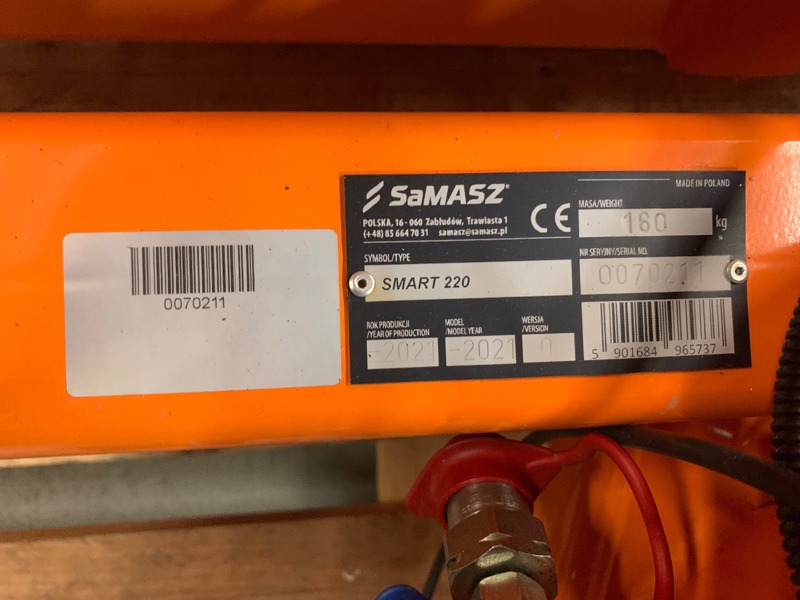 0070211
SaMASZ
MADE IN POLAND
POLSKA, 16 - 060 Zabłudów, Trawiasta 1
(+48) 85 664 70 31 samasz@samasz.pl
CE
MASA/WEIGHT
160 kg
SYMBOL/TYPE
SMART 220
NR SERYJNY/SERIAL NO.
0070211
ROK PRODUKCJI
/YEAR OF PRODUCTION
-2021
MODEL
/MODEL YEAR
-2021
WERSJA
/VERSION
0
5 901684 965737